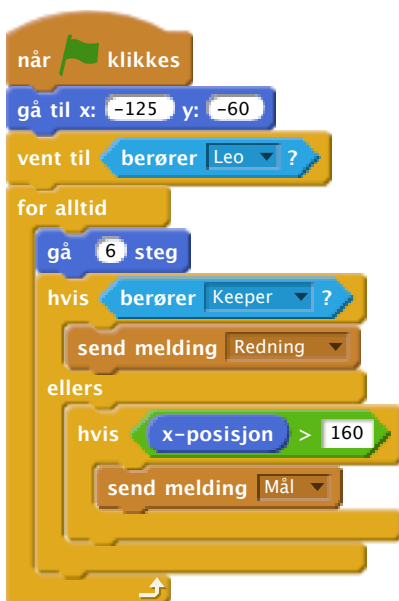 når klikkes
gå til x: -125 y: -60
vent til berører Leo ?
for alltid
gå 6 steg
hvis berører Keeper ?
send melding Redning
ellers
hvis x-posisjon > 160
send melding Mål